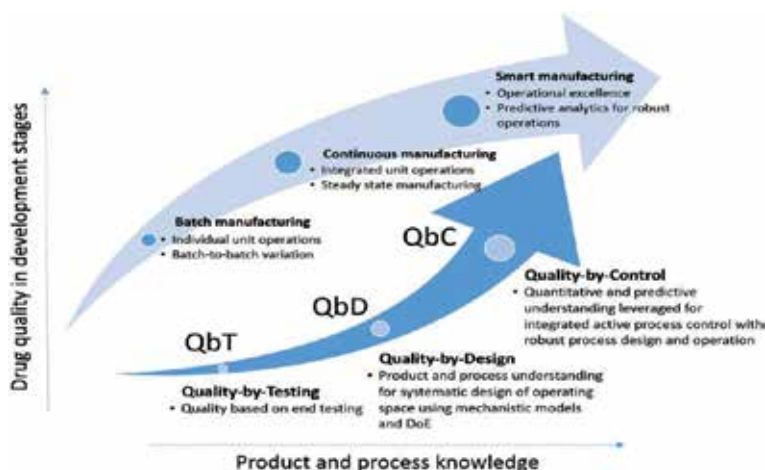 Drug quality in development stages
Smart manufacturing
• Operational excellence
• Predictive analytics for robust
operations
Continuous manufacturing
• Integrated unit operations
• Steady state manufacturing
Batch manufacturing
• Individual unit operations
• Batch-to-batch variation
QbC
Quality-by-Control
• Quantitative and predictive
understanding leveraged for
integrated active process control withe
robust process design and operation
QbD
Quality-by-Design
• Product and process understanding
for systematic design of operating
space using mechanistic models
and DoE
QbT
Quality-by-Testing
• Quality based on end testing
Product and process knowledge